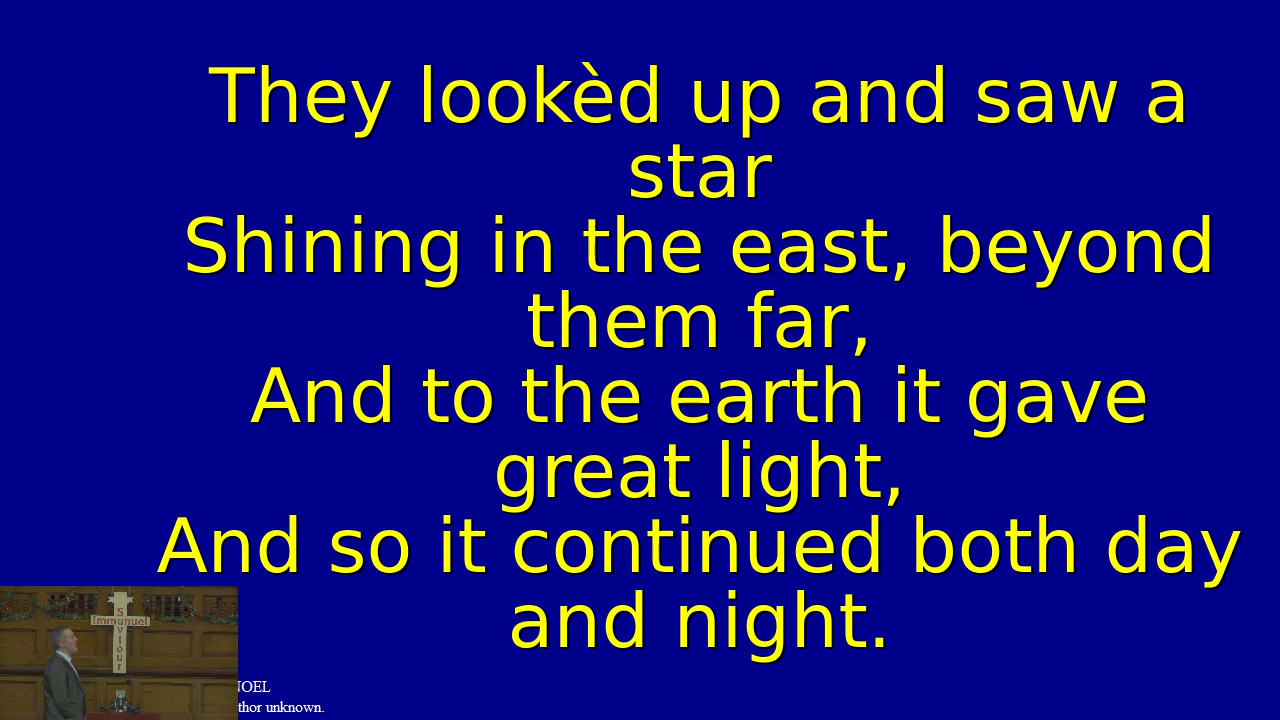 They lookèd up and saw a
star
Shining in the east, beyond
them far,
And to the earth it gave
great light,
And so it continued both day
and night.
Saviour
Immanuel
NOEL
thor unknown.